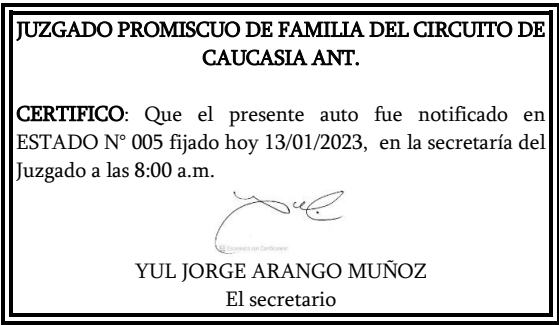 JUZGADO PROMISCUO DE FAMILIA DEL CIRCUITO DE
CAUCASIA ANT.
CERTIFICO: Que el presente auto fue notificado en
ESTADO N° 005 fijado hoy 13/01/2023, en la secretaría del
Juzgado a las 8:00 a.m.
YUL JORGE ARANGO MUÑOZ
El secretario